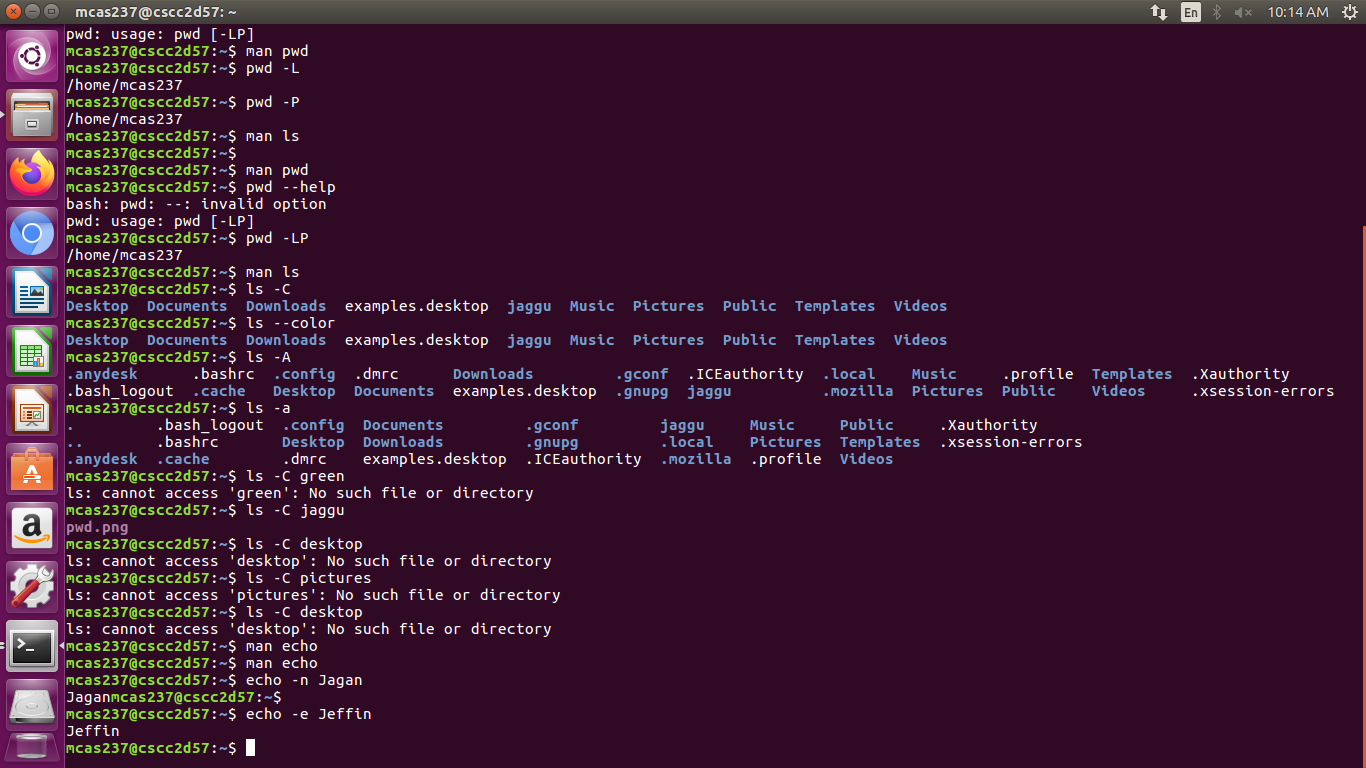 mcas237@cscc2d57: ~
En
10:14 AM
pwd: usage: pwd [-LP]
mcas237@cscc2d57:~$ man pwd
mcas237@cscc2d57:~$ pwd -L
/home/mcas237
mcas237@cscc2d57:~$ pwd -P
/home/mcas237
mcas237@cscc2d57:~$ man ls
mcas237@cscc2d57:~$
mcas237@cscc2d57:~$ man pwd
mcas237@cscc2d57:~$ pwd --help
bash: pwd: --: invalid option
pwd: usage: pwd [-LP]
mcas237@cscc2d57:~$ pwd -LP
/home/mcas237
mcas237@cscc2d57:~$ man ls
mcas237@cscc2d57:~$ ls -C
Desktop  Documents  Downloads  examples.desktop  jaggu  Music  Pictures  Public  Templates  Videos
mcas237@cscc2d57:~$ ls --color
Desktop  Documents  Downloads  examples.desktop  jaggu  Music  Pictures  Public  Templates  Videos
mcas237@cscc2d57:~$ ls -A
.anydesk      .bashrc  .config  .dmrc      Downloads         .gconf  .ICEauthority  .local    Music     .profile  Templates  .Xauthority
.bash_logout  .cache   Desktop  Documents  examples.desktop  .gnupg  jaggu          .mozilla  Pictures  Public    Videos     .xsession-errors
mcas237@cscc2d57:~$ ls -a
.         .bash_logout  .config  Documents         .gconf         jaggu     Music     Public     .Xauthority
..        .bashrc       Desktop  Downloads         .gnupg         .local    Pictures  Templates  .xsession-errors
.anydesk  .cache        .dmrc    examples.desktop  .ICEauthority  .mozilla  .profile  Videos
mcas237@cscc2d57:~$ ls -C green
ls: cannot access 'green': No such file or directory
mcas237@cscc2d57:~$ ls -C jaggu
pwd.png
mcas237@cscc2d57:~$ ls -C desktop
ls: cannot access 'desktop': No such file or directory
mcas237@cscc2d57:~$ ls -C pictures
ls: cannot access 'pictures': No such file or directory
mcas237@cscc2d57:~$ ls -C desktop
ls: cannot access 'desktop': No such file or directory
mcas237@cscc2d57:~$ man echo
mcas237@cscc2d57:~$ man echo
mcas237@cscc2d57:~$ echo -n Jagan
Jaganmcas237@cscc2d57:~$
mcas237@cscc2d57:~$ echo -e Jeffin
Jeffin
mcas237@cscc2d57:~$